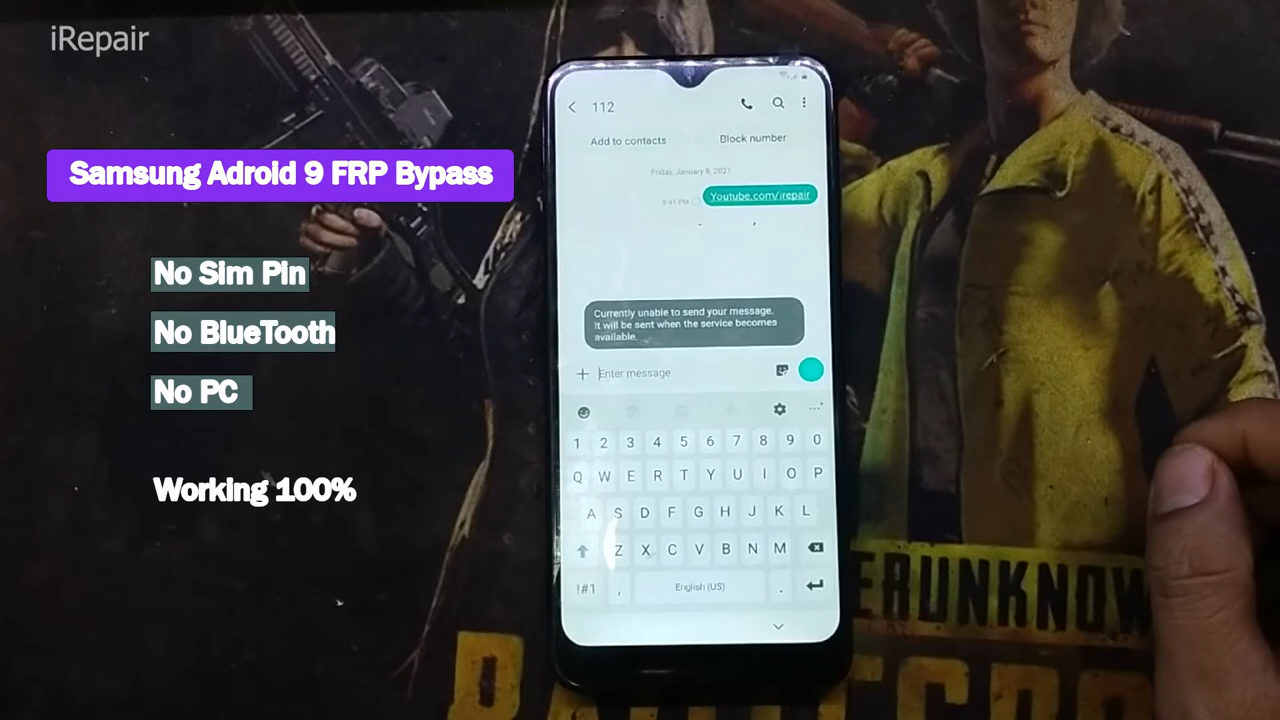 iRepair
Samsung Adroid 9 FRP Bypass
No Sim Pin
No BlueTooth
No PC
Working 100%
112
Add to contacts
Block number
Friday, January 8, 2021
9:41 PM
Youtube.com/irepair
Currently unable to send your message.
It will be sent when the service becomes
available.
Enter message
1 2 3 4 5 6 7 8 9 0
Q W E R T Y U I O P
A S D F G H J K L
Z X C V B N M
!#1 , English (US) .
ERUNKNOW